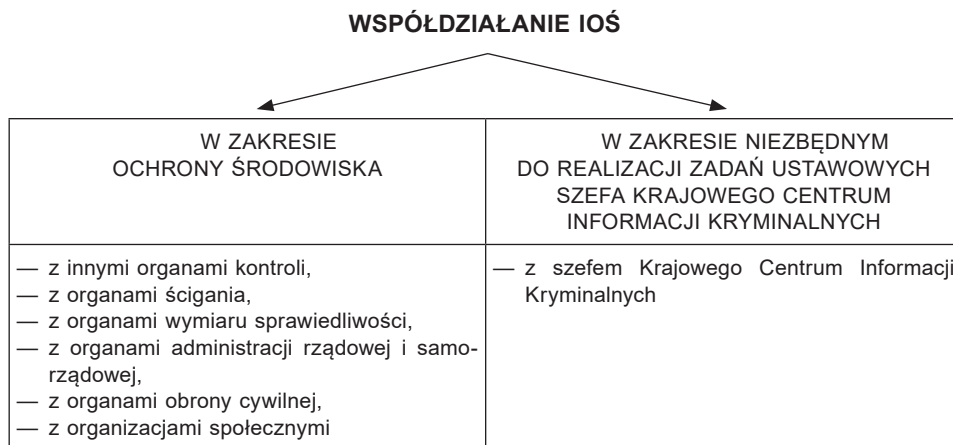 WSPÓŁDZIAŁANIE IOŚ
W ZAKRESIE
OCHRONY ŚRODOWISKA
W ZAKRESIE NIEZBĘDNYM
DO REALIZACJI ZADAŃ USTAWOWYCH
SZEFA KRAJOWEGO CENTRUM
INFORMACJI KRYMINALNYCH
— z innymi organami kontroli,
— z organami ścigania,
— z organami wymiaru sprawiedliwości,
— z organami administracji rządowej i samo-
rządowej,
— z organami obrony cywilnej,
— z organizacjami społecznymi
— z szefem Krajowego Centrum Informacji
Kryminalnych